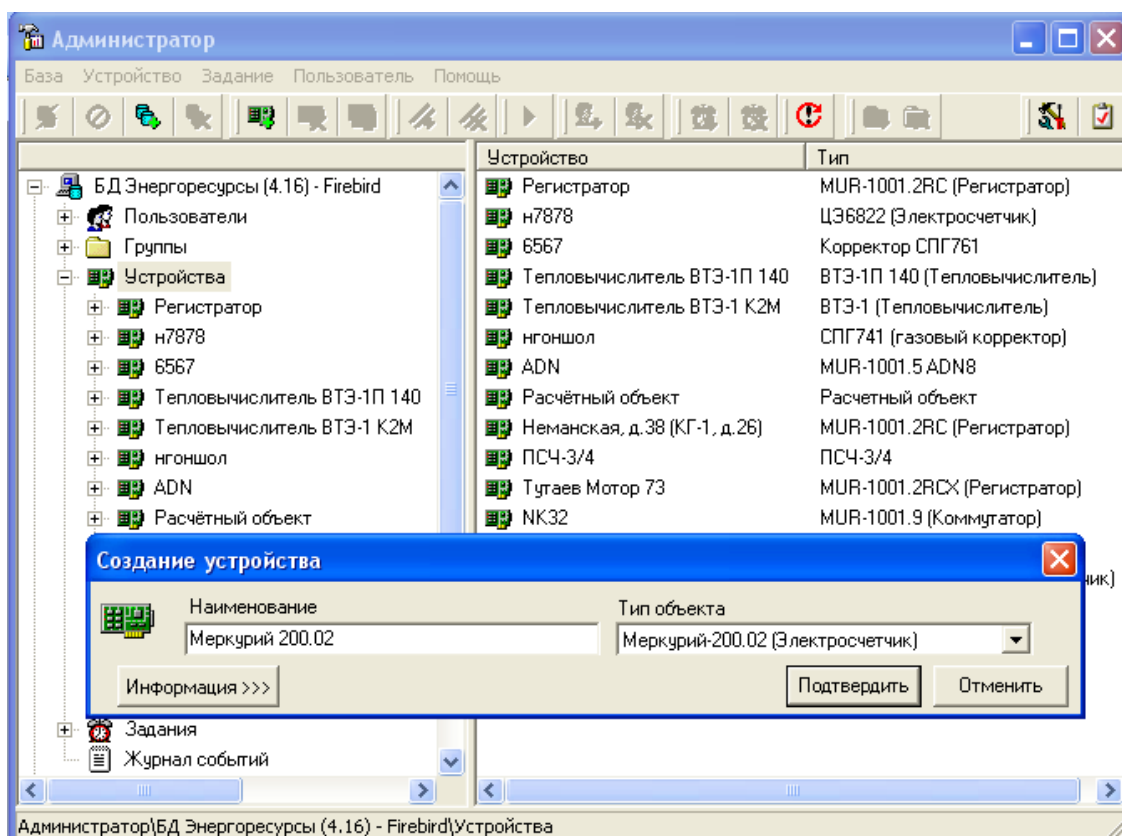 Администратор
База Устройство Задание Пользователь Помощь
Устройство Тип
БД Энергоресурсы (4.16) - Firebird
Пользователи
Группы
Устройства
Регистратор
н7878
6567
Тепловычислитель ВТЭ-1П 140
Тепловычислитель ВТЭ-1 К2М
нгоншол
ADN
Расчётный объект
Регистратор MUR-1001.2RC (Регистратор)
н7878 ЦЭ6822 (Электросчетчик)
6567 Корректор СПГ761
Тепловычислитель ВТЭ-1П 140 ВТЭ-1П 140 (Тепловычислитель)
Тепловычислитель ВТЭ-1 К2М ВТЭ-1 (Тепловычислитель)
нгоншол СПГ741 (газовый корректор)
ADN MUR-1001.5 ADN8
Расчётный объект Расчетный объект
Неманская, д.38 (КГ-1, д.26) MUR-1001.2RC (Регистратор)
ПСЧ-3/4 ПСЧ-3/4
Тутаев Мотор 73 MUR-1001.2RCX (Регистратор)
NK32 MUR-1001.9 (Коммутатор)
чик)
Создание устройства
Наименование Тип объекта
Меркурий 200.02 Меркурий-200.02 (Электросчетчик)
Информация >>> Подтвердить Отменить
Задания
Журнал событий
Администратор\БД Энергоресурсы (4.16) - Firebird\Устройства